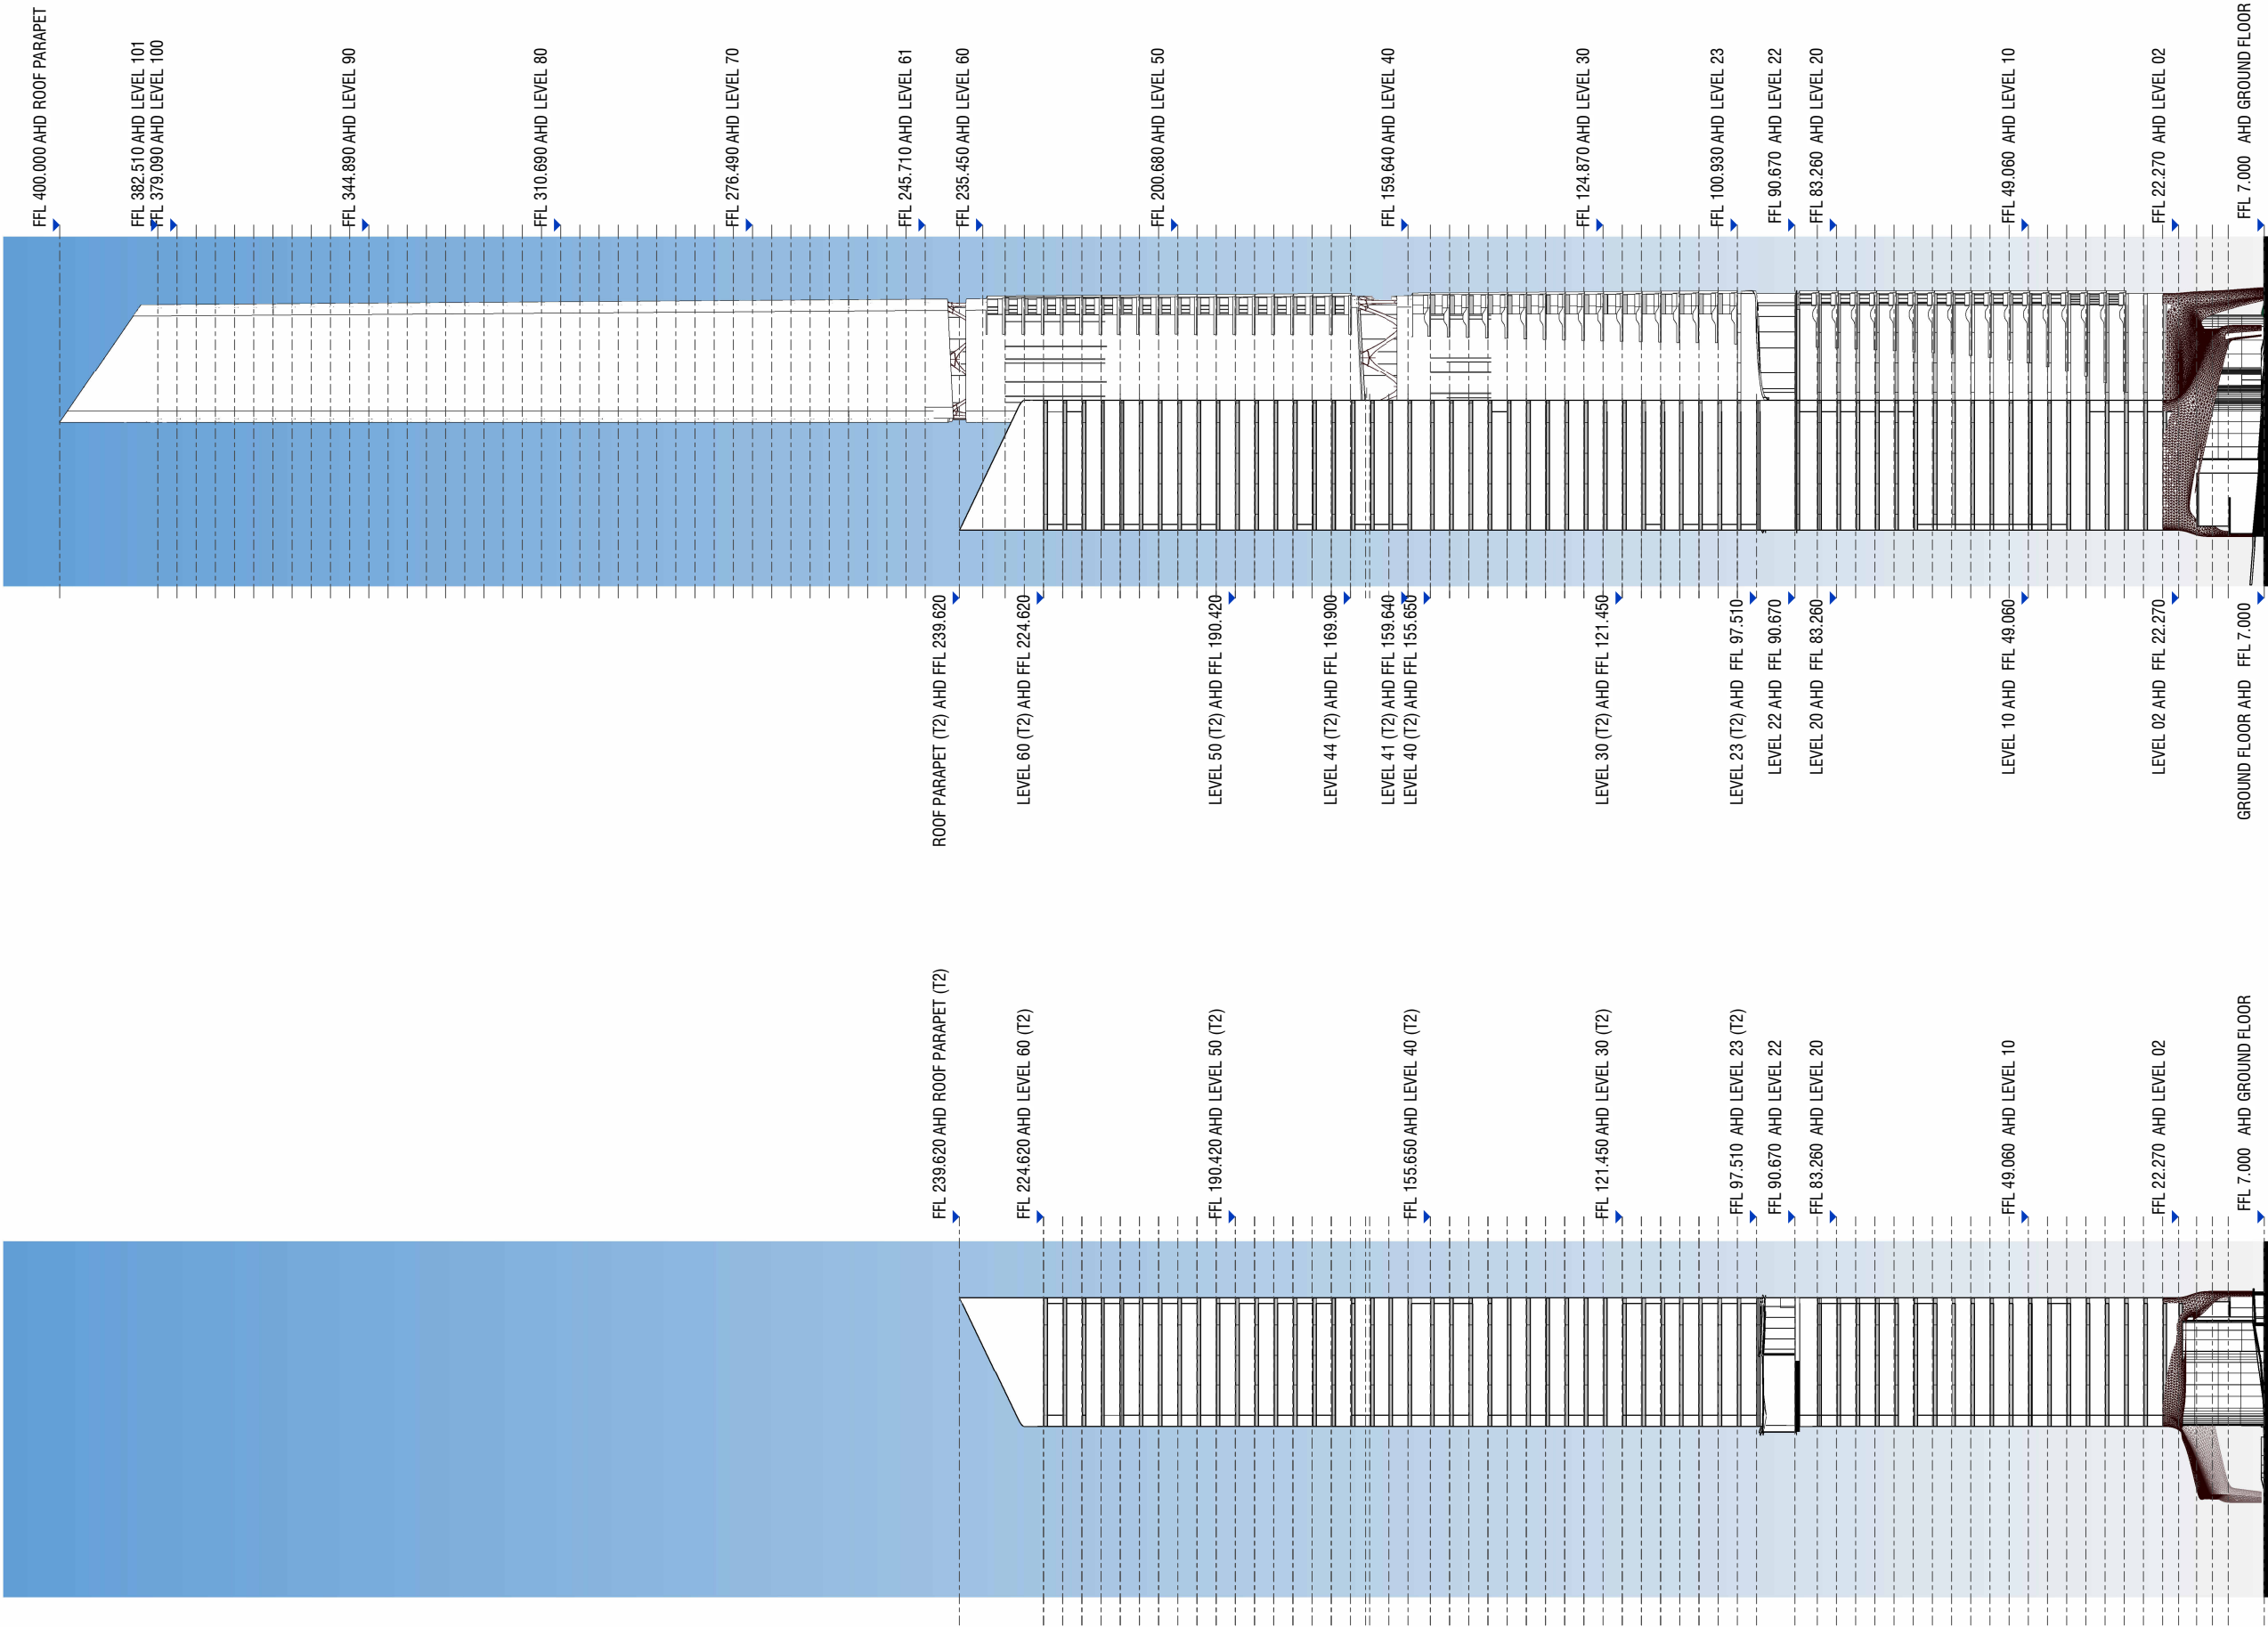 FFL 400.000 AHD ROOF PARAPET
FFL 382.510 AHD LEVEL 101
FFL 379.090 AHD LEVEL 100
FFL 344.890 AHD LEVEL 90
FFL 310.690 AHD LEVEL 80
FFL 276.490 AHD LEVEL 70
FFL 245.710 AHD LEVEL 61
FFL 235.450 AHD LEVEL 60
FFL 200.680 AHD LEVEL 50
FFL 159.640 AHD LEVEL 40
FFL 124.870 AHD LEVEL 30
FFL 100.930 AHD LEVEL 23
FFL 90.670 AHD LEVEL 22
FFL 83.260 AHD LEVEL 20
FFL 49.060 AHD LEVEL 10
FFL 22.270 AHD LEVEL 02
FFL 7.000 AHD GROUND FLOOR
ROOF PARAPET (T2) AHD FFL 239.620
LEVEL 60 (T2) AHD FFL 224.620
LEVEL 50 (T2) AHD FFL 190.420
LEVEL 44 (T2) AHD FFL 169.900
LEVEL 41 (T2) AHD FFL 159.640
LEVEL 40 (T2) AHD FFL 155.650
LEVEL 30 (T2) AHD FFL 121.450
LEVEL 23 (T2) AHD FFL 97.510
LEVEL 22 AHD FFL 90.670
LEVEL 20 AHD FFL 83.260
LEVEL 10 AHD FFL 49.060
LEVEL 02 AHD FFL 22.270
GROUND FLOOR AHD FFL 7.000
FFL 239.620 AHD ROOF PARAPET (T2)
FFL 224.620 AHD LEVEL 60 (T2)
FFL 190.420 AHD LEVEL 50 (T2)
FFL 155.650 AHD LEVEL 40 (T2)
FFL 121.450 AHD LEVEL 30 (T2)
FFL 97.510 AHD LEVEL 23 (T2)
FFL 90.670 AHD LEVEL 22
FFL 83.260 AHD LEVEL 20
FFL 49.060 AHD LEVEL 10
FFL 22.270 AHD LEVEL 02
FFL 7.000 AHD GROUND FLOOR